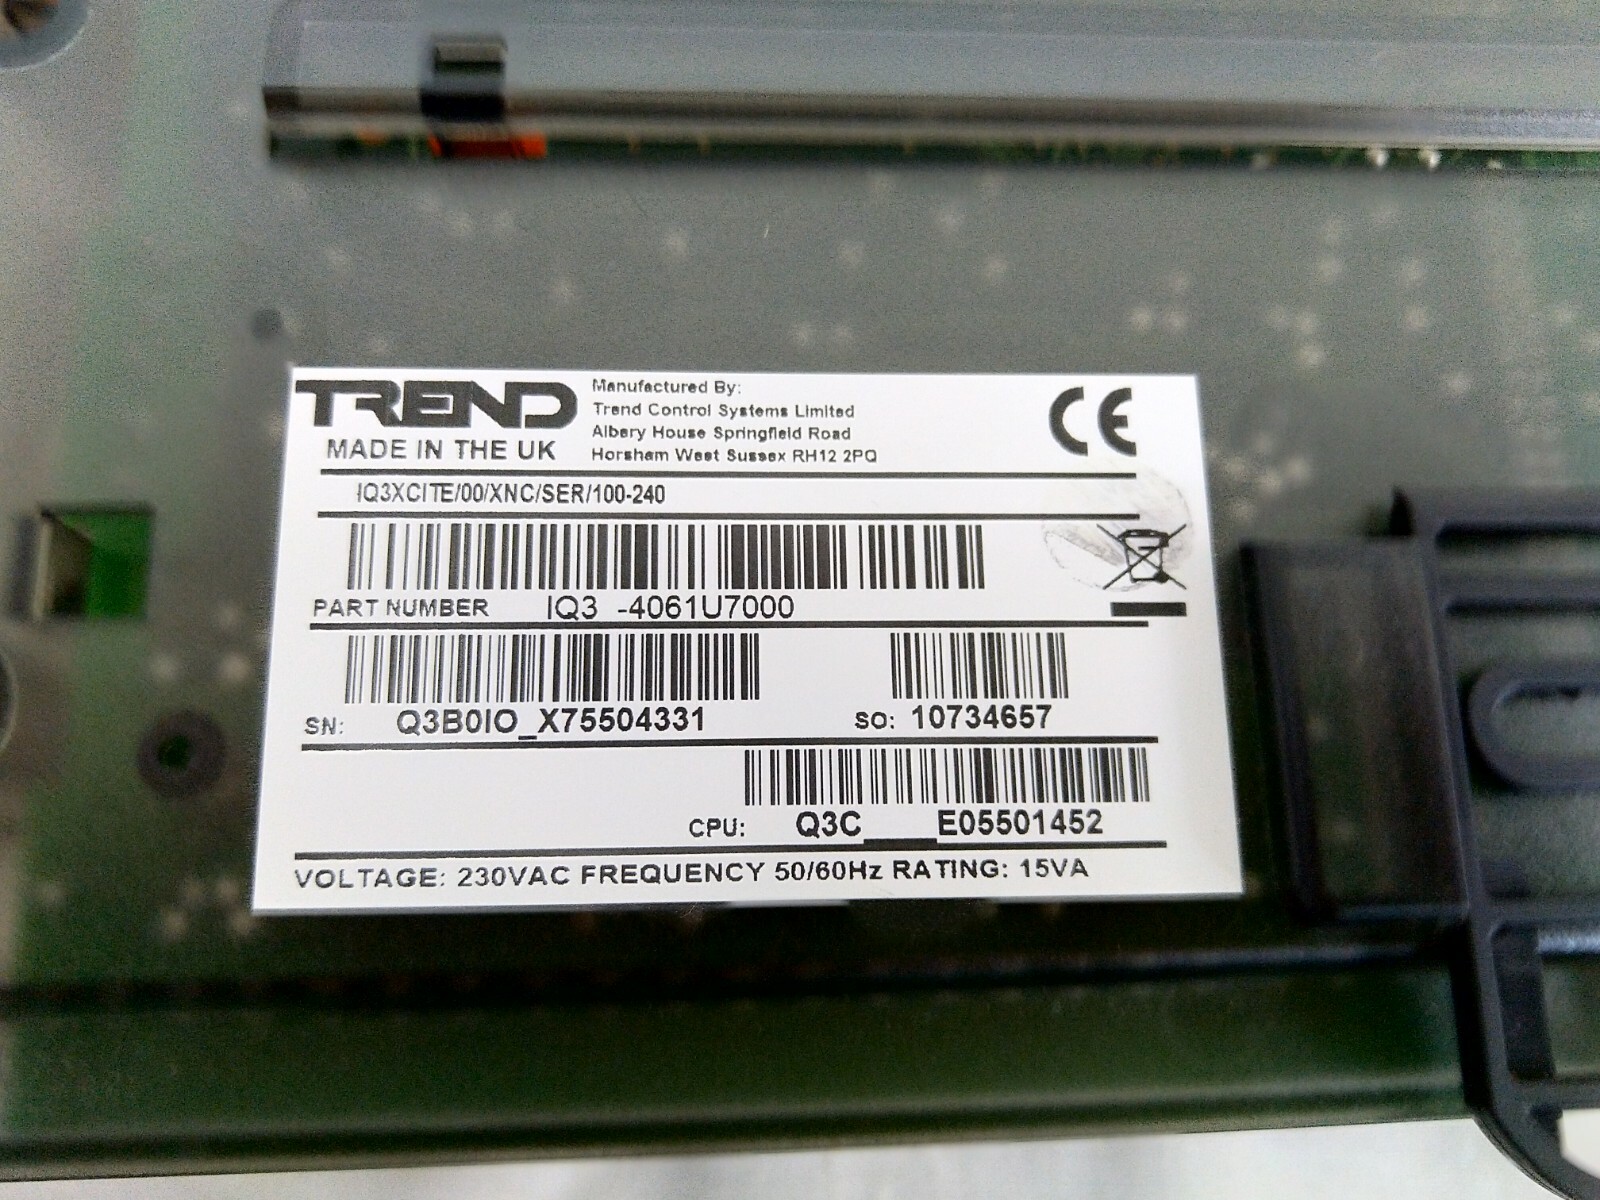 TREND
MADE IN THE UK
Manufactured By:
Trend Control Systems Limited
Albery House Springfield Road
Horsham West Sussex RH12 2PQ
CE
IQ3XCITE/00/XNC/SER/100-240
PART NUMBER IQ3 -4061U7000
SN: Q3B0IO_X75504331 SO: 10734657
CPU: Q3C____E05501452
VOLTAGE: 230VAC FREQUENCY 50/60Hz RATING: 15VA